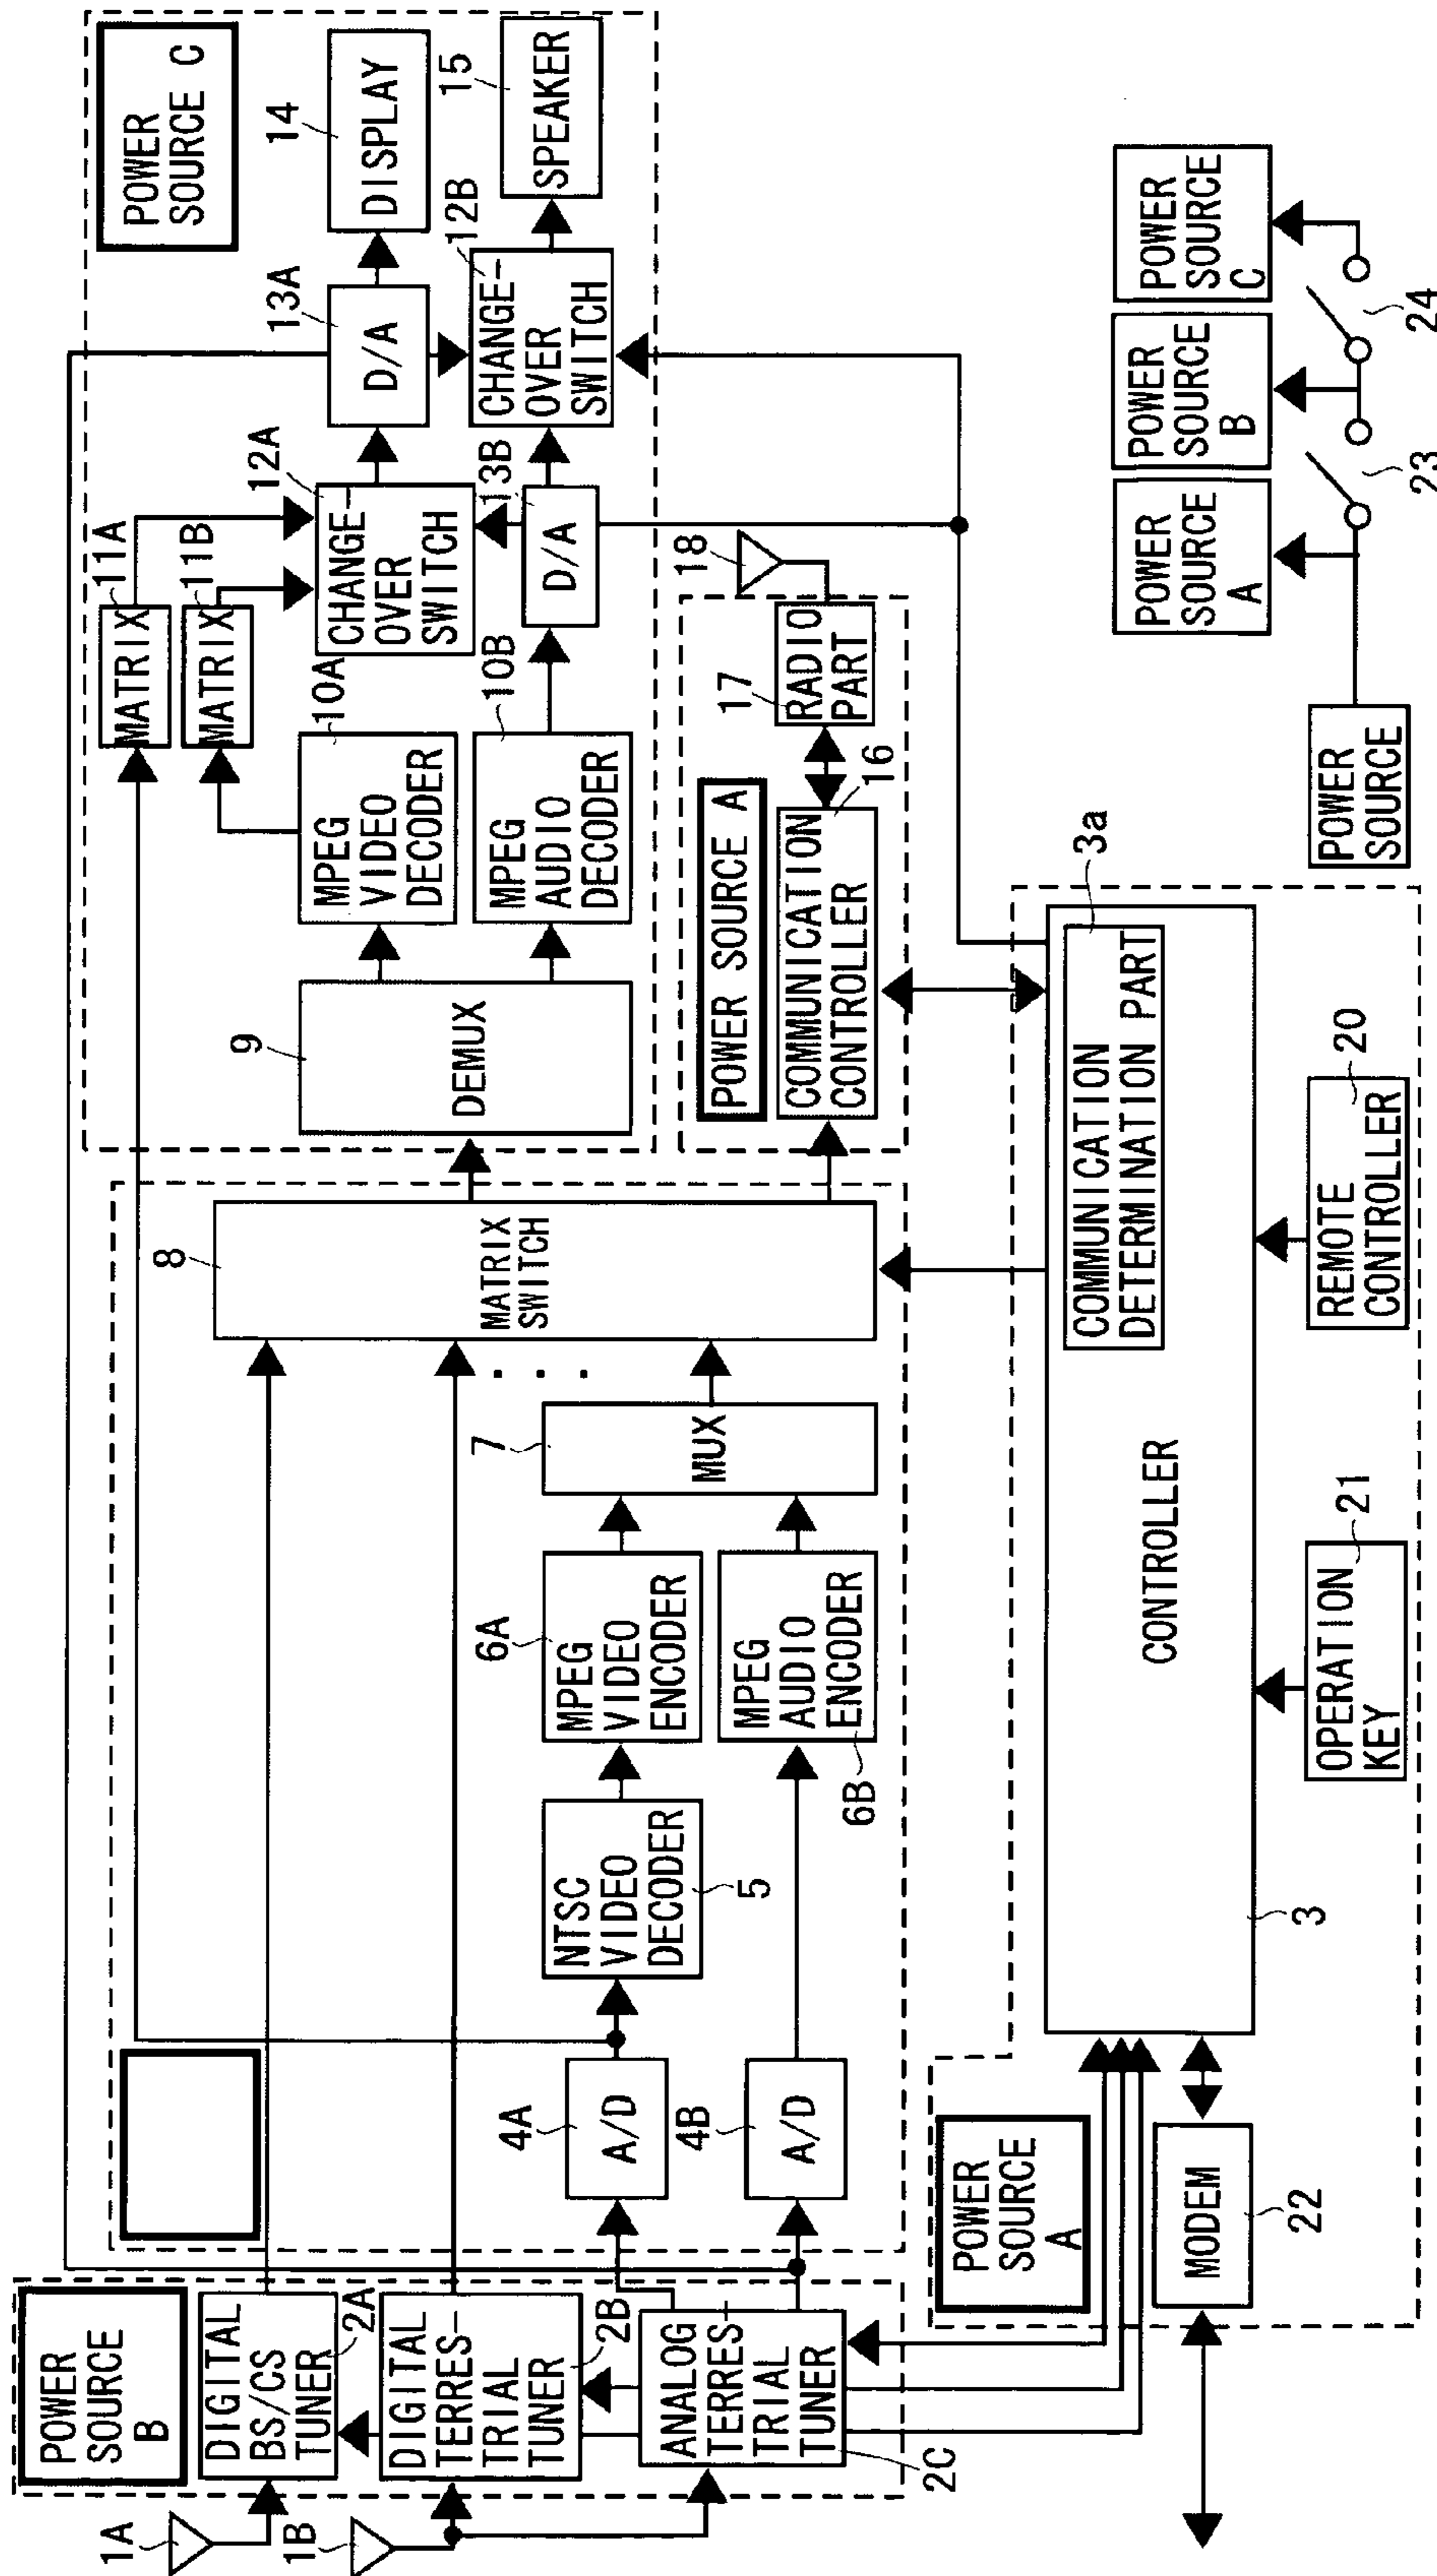 1A
1B
POWER
SOURCE
B
DIGITAL
BS/CS
TUNER
2A
DIGITAL
TERRES-
TRIAL
TUNER
2B
ANALOG
TERRES-
TRIAL
TUNER
2C
4A
A/D
4B
A/D
NTSC
VIDEO
DECODER
5
6A
MPEG
VIDEO
ENCODER
MPEG
AUDIO
ENCODER
6B
7
MUX
. . .
8
MATRIX
SWITCH
9
DEMUX
MPEG
VIDEO
DECODER
10A
MPEG
AUDIO
DECODER
10B
MATRIX
11A
MATRIX
11B
CHANGE-
OVER
SWITCH
12A
D/A
13B
D/A
13A
CHANGE-
OVER
SWITCH
12B
POWER
SOURCE C
14
DISPLAY
15
SPEAKER
POWER SOURCE A
COMMUNICATION
CONTROLLER
16
17
RADIO
PART
18
POWER
SOURCE
A
MODEM
22
CONTROLLER
3
COMMUNICATION
DETERMINATION PART
3a
OPERATION
KEY
21
REMOTE
CONTROLLER
20
POWER
SOURCE
POWER
SOURCE
A
POWER
SOURCE
B
POWER
SOURCE
C
23
24